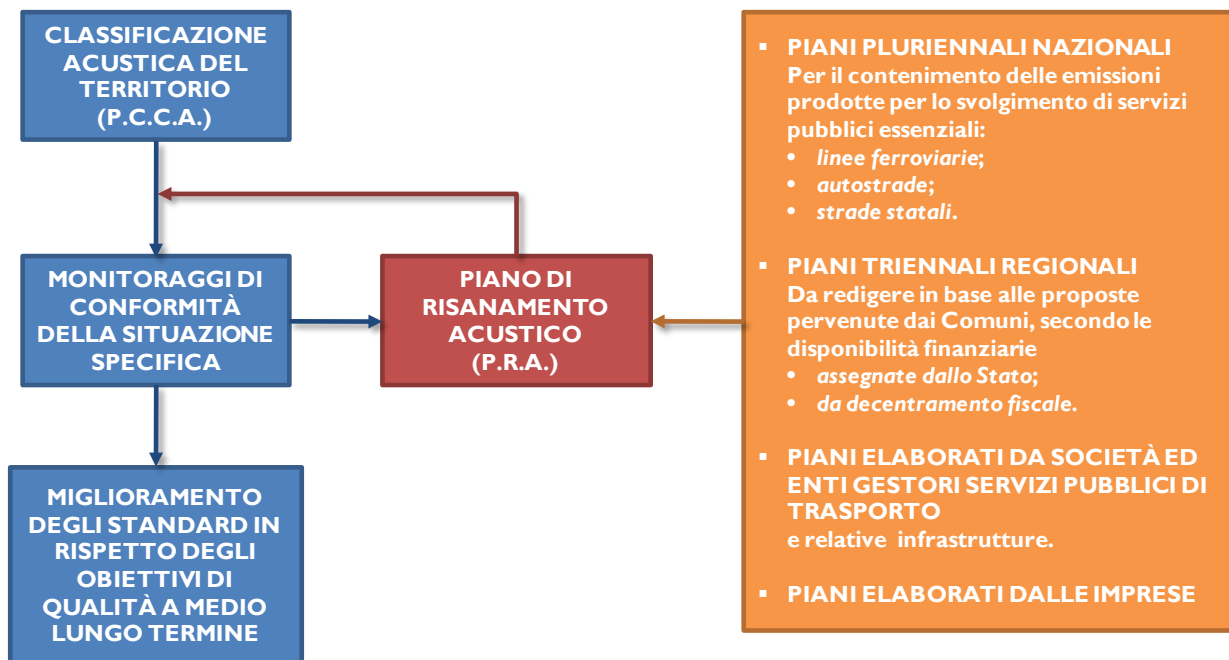 CLASSIFICAZIONE
ACUSTICA DEL
TERRITORIO
(P.C.C.A.)
MONITORAGGI DI
CONFORMITÀ
DELLA SITUAZIONE
SPECIFICA
MIGLIORAMENTO
DEGLI STANDARD IN
RISPETTO DEGLI
OBIETTIVI DI
QUALITÀ A MEDIO
LUNGO TERMINE
PIANO DI
RISANAMENTO
ACUSTICO
(P.R.A.)
▪ PIANI PLURIENNALI NAZIONALI
Per il contenimento delle emissioni
prodotte per lo svolgimento di servizi
pubblici essenziali:
• linee ferroviarie;
• autostrade;
• strade statali.
▪ PIANI TRIENNALI REGIONALI
Da redigere in base alle proposte
pervenute dai Comuni, secondo le
disponibilità finanziarie
• assegnate dallo Stato;
• da decentramento fiscale.
▪ PIANI ELABORATI DA SOCIETÀ ED
ENTI GESTORI SERVIZI PUBBLICI DI
TRASPORTO
e relative infrastrutture.
▪ PIANI ELABORATI DALLE IMPRESE